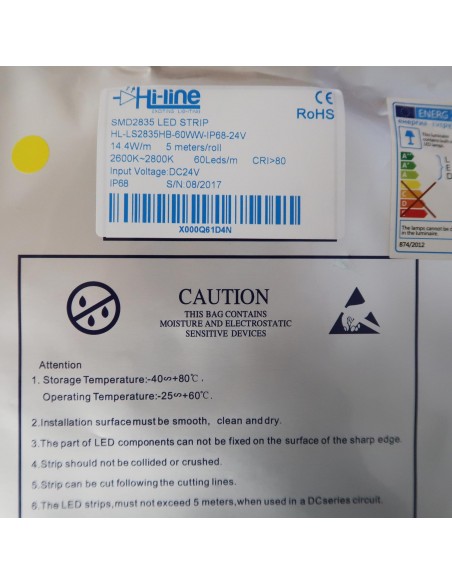 Hi-line
SMD2835 LED STRIP
HL-LS2835HB-60WW-IP68-24V
14.4W/m 5 meters/roll
2600K~2800K 60Leds/m CRI>80
Input Voltage:DC24V
IP68 S/N:08/2017
X000Q61D4N
CE
RoHS
ENERG
A
874/2012
CAUTION
THIS BAG CONTAINS
MOISTURE AND ELECTROSTATIC
SENSITIVE DEVICES
Attention
1. Storage Temperature:-40∽+80℃.
Operating Temperature:-25∽+60℃.
2.Installation surface must be smooth, clean and dry.
3.The part of LED components can not be fixed on the surface of the sharp edge.
4.Strip should not be collided or crushed.
5.Strip can be cut following the cutting lines.
6.The LED strips,must not exceed 5 meters,when used in a DC series circuit.